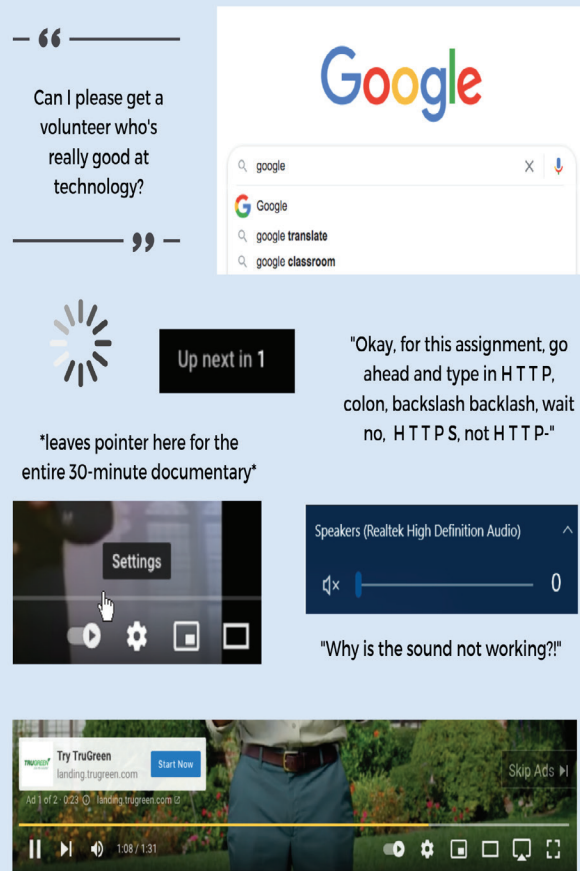 “
Can I please get a
volunteer who's
really good at
technology?
”
Google
google
Google
google translate
google classroom
Up next in 1
"Okay, for this assignment, go
ahead and type in H T T P,
colon, backslash backlash, wait
no, H T T P S, not H T T P-"
*leaves pointer here for the
entire 30-minute documentary*
Settings
Speakers (Realtek High Definition Audio)
0
"Why is the sound not working?!"
TRUGREEN
Try TruGreen
landing.trugreen.com
Start Now
Skip Ads
Ad 1 of 2 · 0:23 landing.trugreen.com
1:08 / 1:31